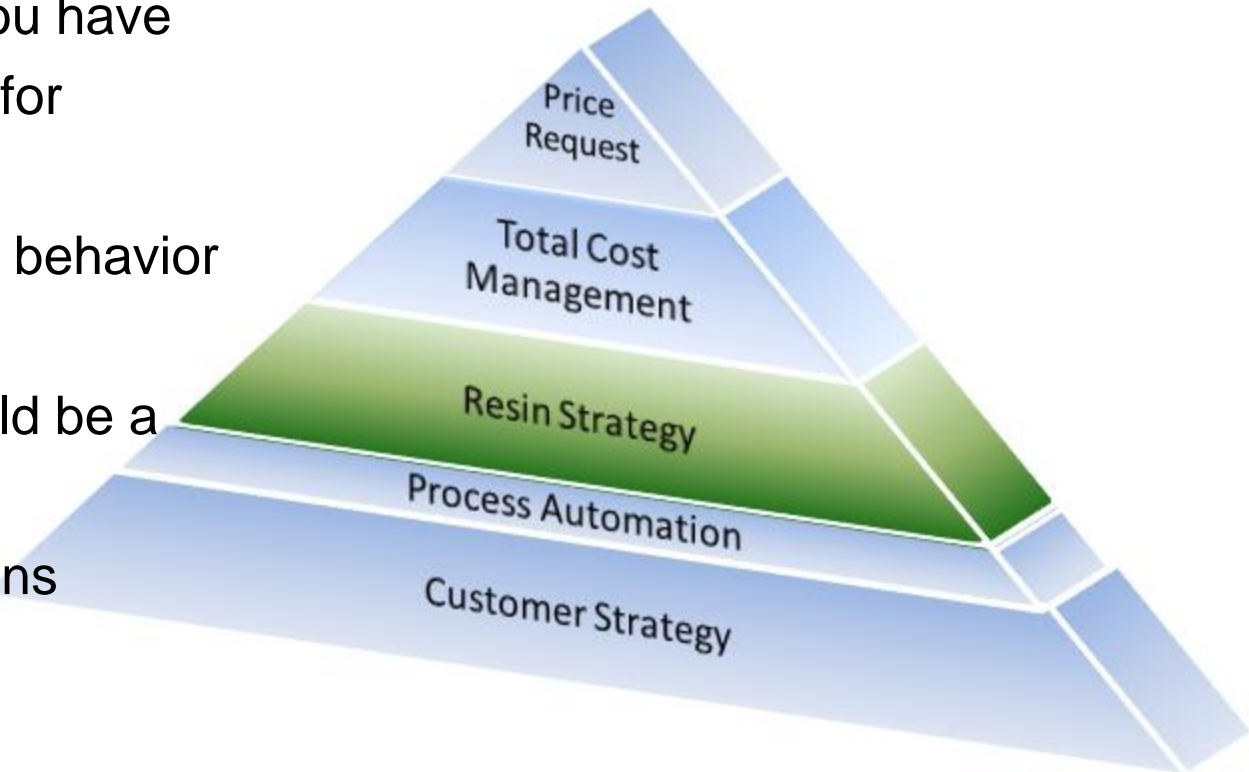 ou have
for
behavior
ld be a
ns
Price
Request
Total Cost
Management
Resin Strategy
Process Automation
Customer Strategy